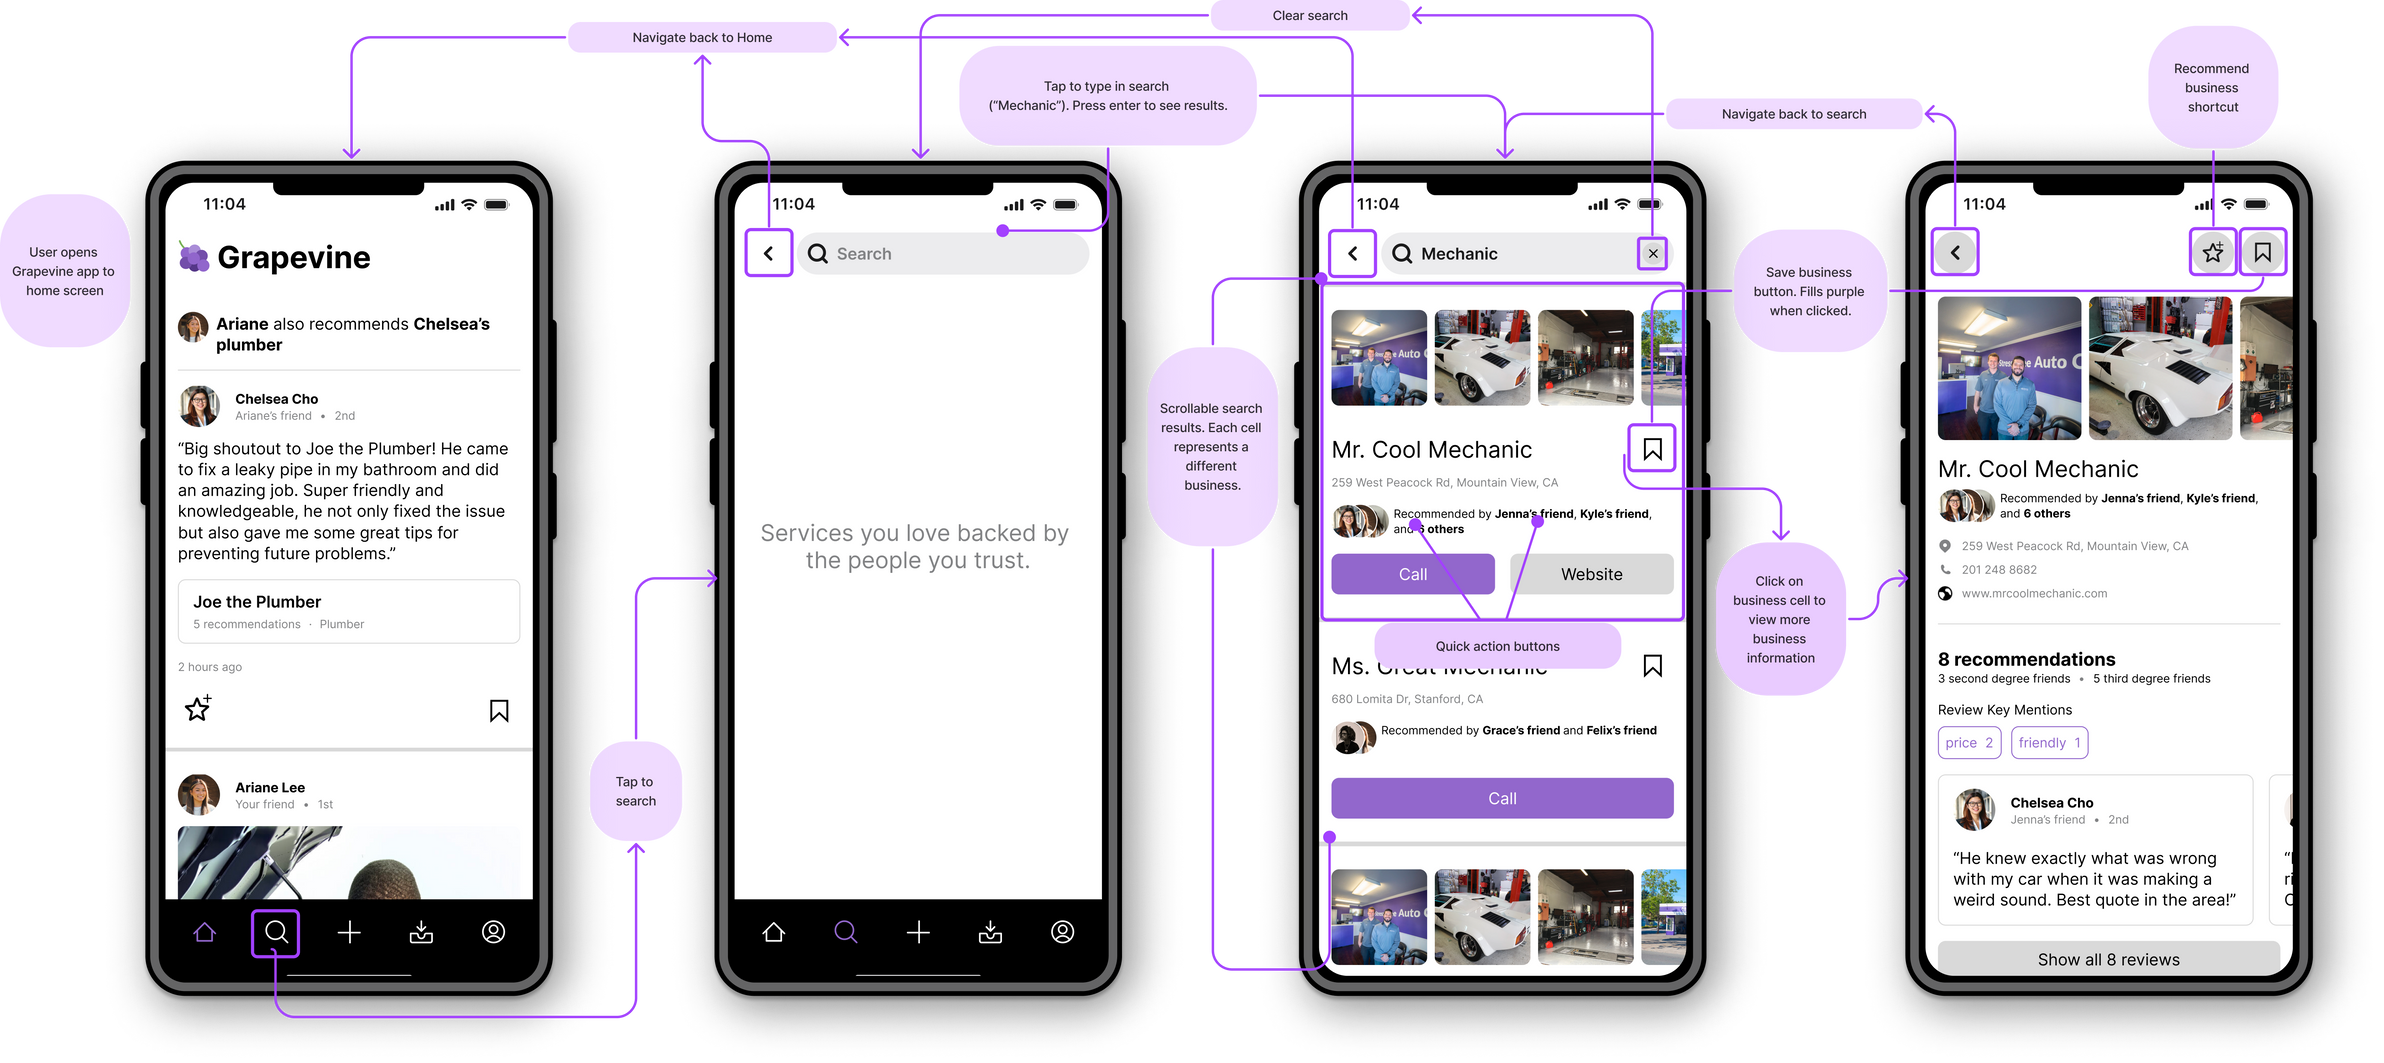 Clear search
Navigate back to Home
Tap to type in search
(“Mechanic”). Press enter to see results.
Navigate back to search
Recommend
business
shortcut
User opens
Grapevine app to
home screen
11:04
Grapevine
Ariane also recommends Chelsea’s
plumber
Chelsea Cho
Ariane’s friend • 2nd
“Big shoutout to Joe the Plumber! He came
to fix a leaky pipe in my bathroom and did
an amazing job. Super friendly and
knowledgeable, he not only fixed the issue
but also gave me some great tips for
preventing future problems.”
Joe the Plumber
5 recommendations · Plumber
2 hours ago
Ariane Lee
Your friend • 1st
Tap to
search
11:04
Search
Services you love backed by
the people you trust.
Scrollable search
results. Each cell
represents a
different
business.
11:04
Mechanic
Auto
Mr. Cool Mechanic
259 West Peacock Rd, Mountain View, CA
Recommended by Jenna’s friend, Kyle’s friend,
and 6 others
Call
Website
Quick action buttons
Ms. Great Mechanic
680 Lomita Dr, Stanford, CA
Recommended by Grace’s friend and Felix’s friend
Call
Auto
Save business
button. Fills purple
when clicked.
Click on
business cell to
view more
business
information
11:04
Auto
Mr. Cool Mechanic
Recommended by Jenna’s friend, Kyle’s friend,
and 6 others
259 West Peacock Rd, Mountain View, CA
201 248 8682
www.mrcoolmechanic.com
8 recommendations
3 second degree friends • 5 third degree friends
Review Key Mentions
price 2
friendly 1
Chelsea Cho
Jenna’s friend • 2nd
“He knew exactly what was wrong
with my car when it was making a
weird sound. Best quote in the area!”
Show all 8 reviews